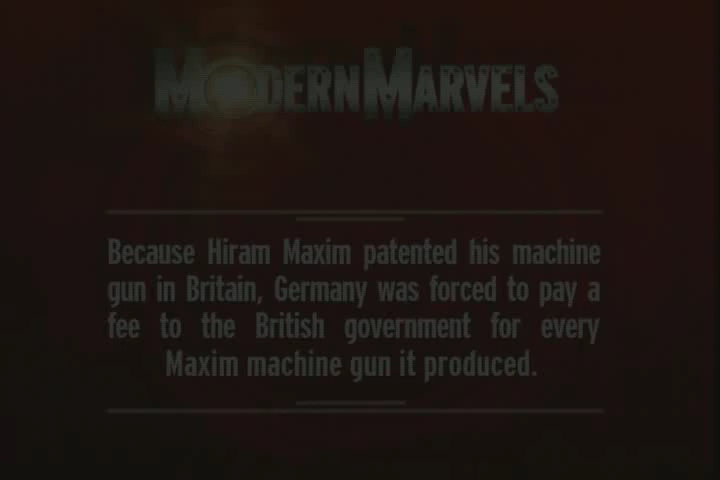 MODERN MARVELS
Because Hiram Maxim patented his machine
gun in Britain, Germany was forced to pay a
fee to the British government for every
Maxim machine gun it produced.